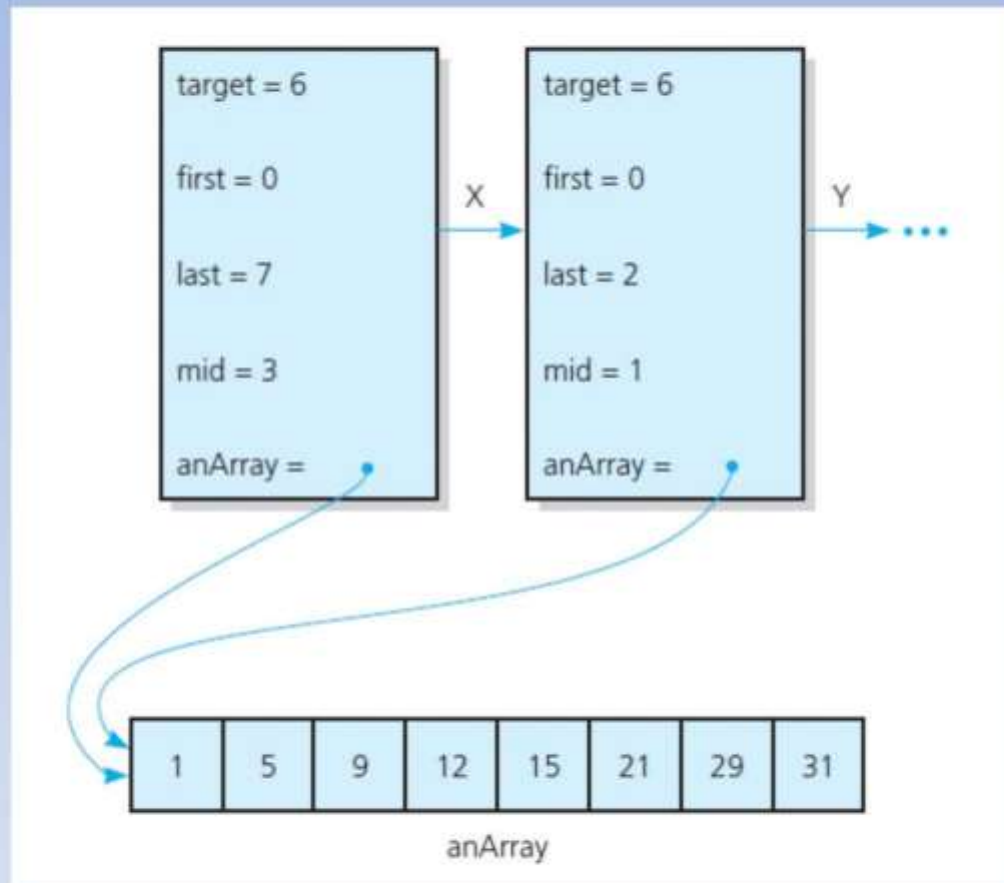 target = 6
first = 0
last = 7
mid = 3
anArray =
X
target = 6
first = 0
last = 2
mid = 1
anArray =
Y
1 5 9 12 15 21 29 31
anArray